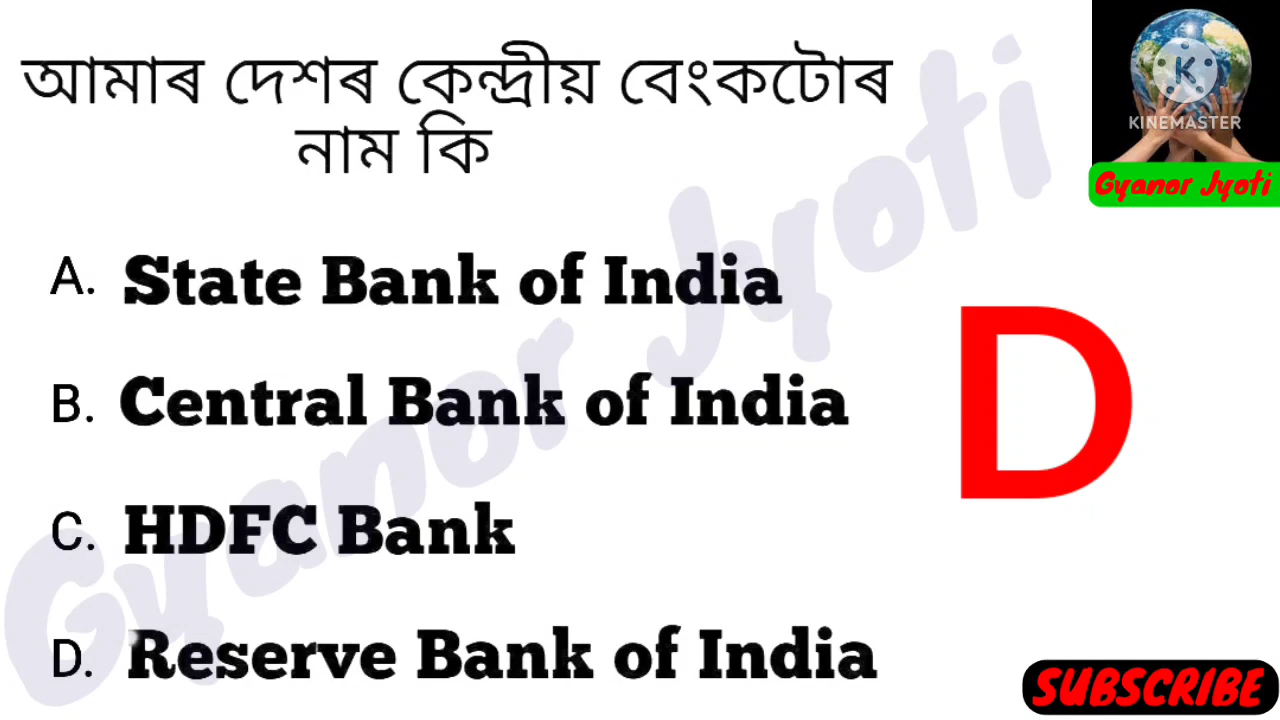 আমাৰ দেশৰ কেন্দ্ৰীয় বেংকটোৰ
নাম কি
A. State Bank of India
B. Central Bank of India
C. HDFC Bank
D. Reserve Bank of India
D
K
KINEMASTER
Gyanor Jyoti
Gyanor Jyoti
SUBSCRIBE